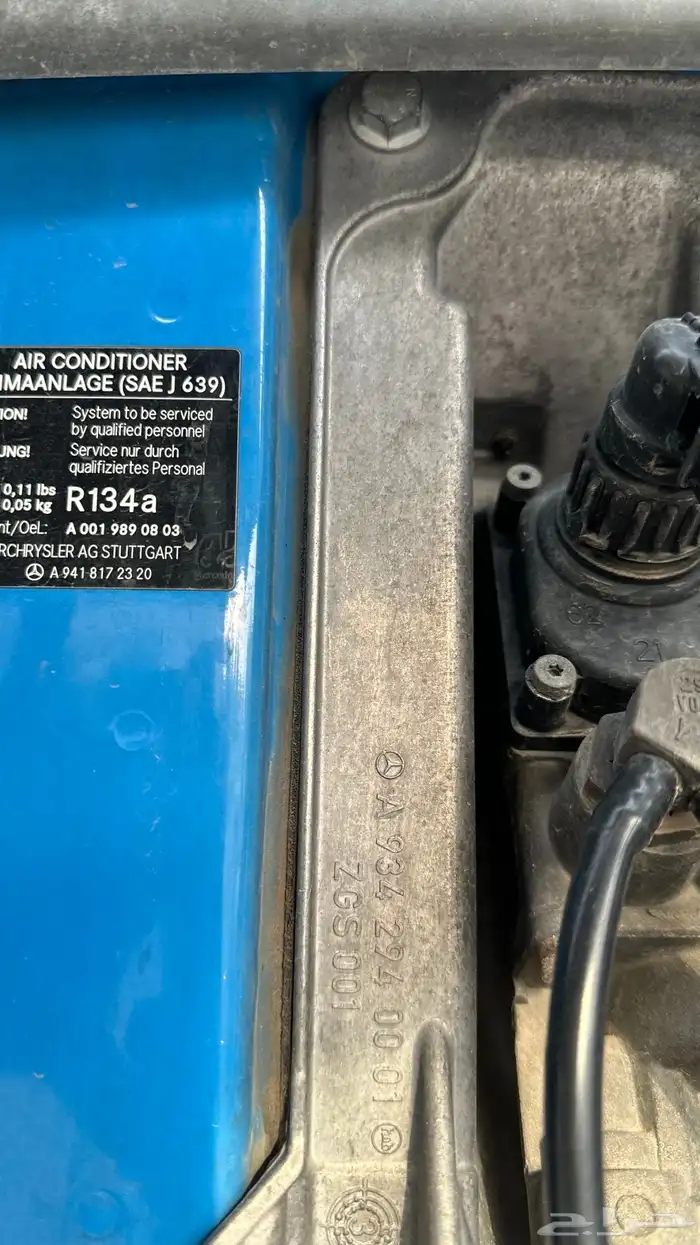 AIR CONDITIONER
IMAANLAGE (SAE J 639)
ION! System to be serviced
by qualified personnel
UNG! Service nur durch
qualifiziertes Personal
0,11 lbs
0,05 kg R134a
nt/Oel: A 001 989 08 03
RCHRYSLER AG STUTTGART
A 941 817 23 20
62
21
A 934 294 00 01
ZGS 001
3
حراج